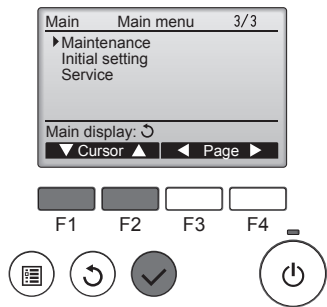 Main Main menu 3/3
Maintenance
Initial setting
Service
Main display:
Cursor Page
F1 F2 F3 F4